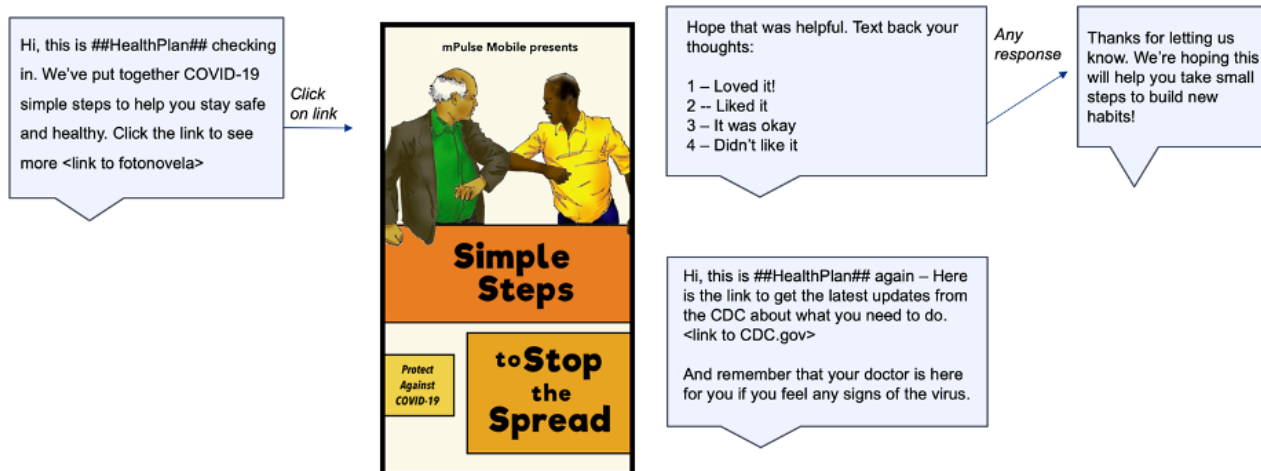 Hi, this is ##HealthPlan## checking
in. We've put together COVID-19
simple steps to help you stay safe
and healthy. Click the link to see
more <link to fotonovela>
Click
on link
mPulse Mobile presents
Simple
Steps
to Stop
the
Spread
Protect
Against
COVID-19
Hope that was helpful. Text back your
thoughts:
1 – Loved it!
2 -- Liked it
3 – It was okay
4 – Didn't like it
Any
response
Thanks for letting us
know. We're hoping this
will help you take small
steps to build new
habits!
Hi, this is ##HealthPlan## again – Here
is the link to get the latest updates from
the CDC about what you need to do.
<link to CDC.gov>
And remember that your doctor is here
for you if you feel any signs of the virus.